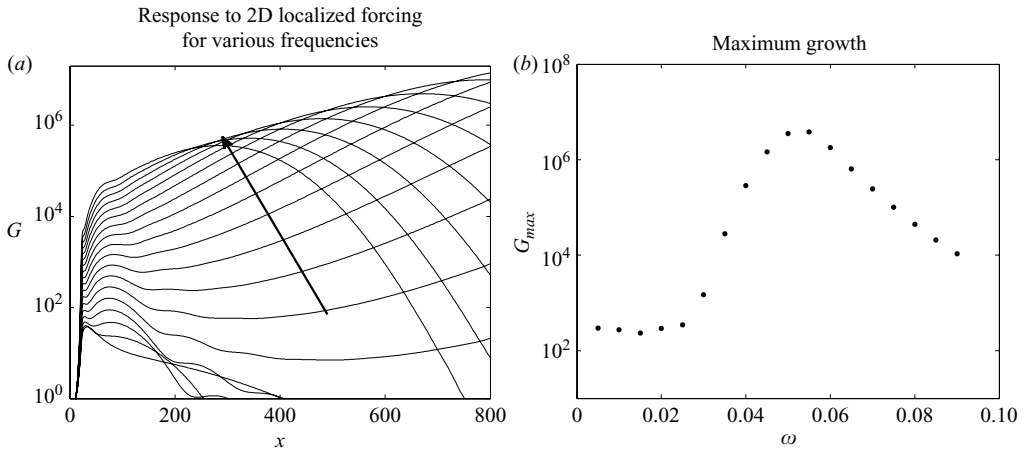 Response to 2D localized forcing
for various frequencies
(a)
10^6
10^4
G
10^2
10^0
0
200
400
600
800
x
Maximum growth
(b)
10^8
10^6
G_max
10^4
10^2
0
0.02
0.04
0.06
0.08
0.10
ω